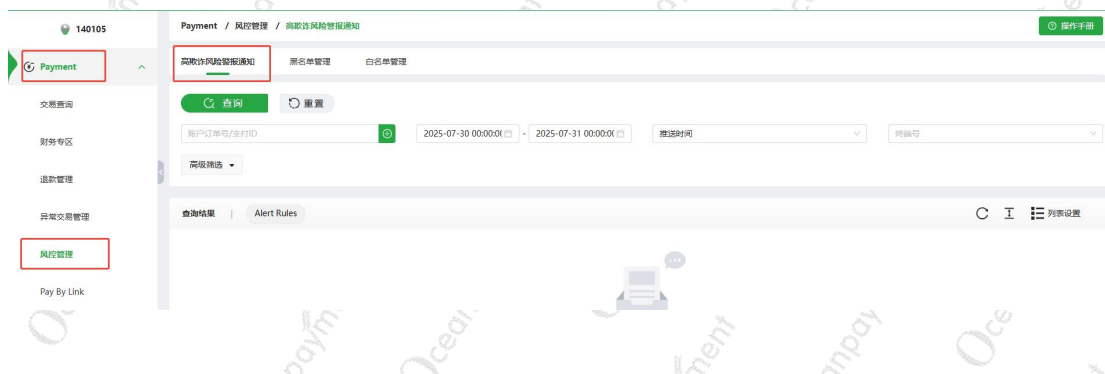 140105
Payment / 风控管理 / 高欺诈风险警报通知
操作手册
Payment
高欺诈风险警报通知 黑名单管理 白名单管理
交易查询
查询 重置
账户订单号/支付ID
2025-07-30 00:00:0( - 2025-07-31 00:00:0(
推送时间
终端号
财务专区
高级筛选
退款管理
异常交易管理
查询结果 | Alert Rules
列表设置
风控管理
Pay By Link